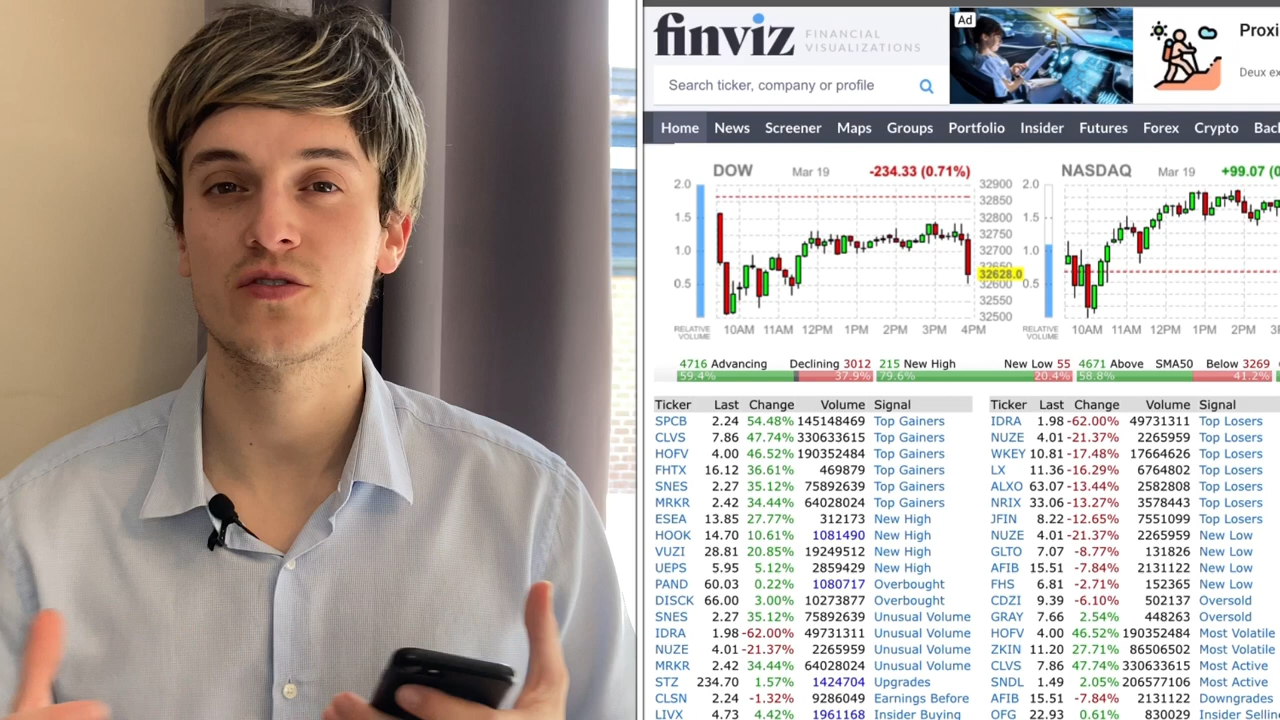 finviz FINANCIAL VISUALIZATIONS
Ad
Proxi
Deux ex
Search ticker, company or profile
Home News Screener Maps Groups Portfolio Insider Futures Forex Crypto Bac
DOW Mar 19 -234.33 (0.71%)
2.0
1.5
1.0
0.5
32900
32850
32800
32750
32700
32650
32628.0
32600
32550
32500
RELATIVE VOLUME
10AM 11AM 12PM 1PM 2PM 3PM 4PM
NASDAQ Mar 19 +99.07 (0
2.0
1.5
1.0
0.5
RELATIVE VOLUME
10AM 11AM 12PM 1PM 2PM 3
4716 Advancing Declining 3012 215 New High New Low 55 4671 Above SMA50 Below 3269
59.4% 37.9% 79.6% 20.4% 58.8% 41.2%
Ticker Last Change Volume Signal
SPCB 2.24 54.48% 145148469 Top Gainers
CLVS 7.86 47.74% 330633615 Top Gainers
HOFV 4.00 46.52% 190352484 Top Gainers
FHTX 16.12 36.61% 469879 Top Gainers
SNES 2.27 35.12% 75892639 Top Gainers
MRKR 2.42 34.44% 64028024 Top Gainers
ESEA 13.85 27.77% 312173 New High
HOOK 14.70 10.61% 1081490 New High
VUZI 28.81 20.85% 19249512 New High
UEPS 5.95 5.12% 2859429 New High
PAND 60.03 0.22% 1080717 Overbought
DISCK 66.00 3.00% 10273877 Overbought
SNES 2.27 35.12% 75892639 Unusual Volume
IDRA 1.98 -62.00% 49731311 Unusual Volume
NUZE 4.01 -21.37% 2265959 Unusual Volume
MRKR 2.42 34.44% 64028024 Unusual Volume
STZ 234.70 1.57% 1424704 Upgrades
CLSN 2.24 -1.32% 9286049 Earnings Before
LIVX 4.73 4.42% 1961168 Insider Buying
Ticker Last Change Volume Signal
IDRA 1.98 -62.00% 49731311 Top Losers
NUZE 4.01 -21.37% 2265959 Top Losers
WKEY 10.81 -17.48% 17664626 Top Losers
LX 11.36 -16.29% 6764802 Top Losers
ALXO 63.07 -13.44% 2582808 Top Losers
NRIX 33.06 -13.27% 3578443 Top Losers
JFIN 8.22 -12.65% 7551099 Top Losers
NUZE 4.01 -21.37% 2265959 New Low
GLTO 7.07 -8.77% 131826 New Low
AFIB 15.51 -7.84% 2131122 New Low
FHS 6.81 -2.71% 152365 New Low
CDZI 9.39 -6.10% 502137 Oversold
GRAY 7.66 2.54% 448263 Oversold
HOFV 4.00 46.52% 190352484 Most Volatile
ZKIN 11.20 27.71% 86506502 Most Volatile
CLVS 7.86 47.74% 330633615 Most Active
SNDL 1.49 2.05% 206577106 Most Active
AFIB 15.51 -7.84% 2131122 Downgrades
OFG 22.93 0.61% 830029 Insider Selling